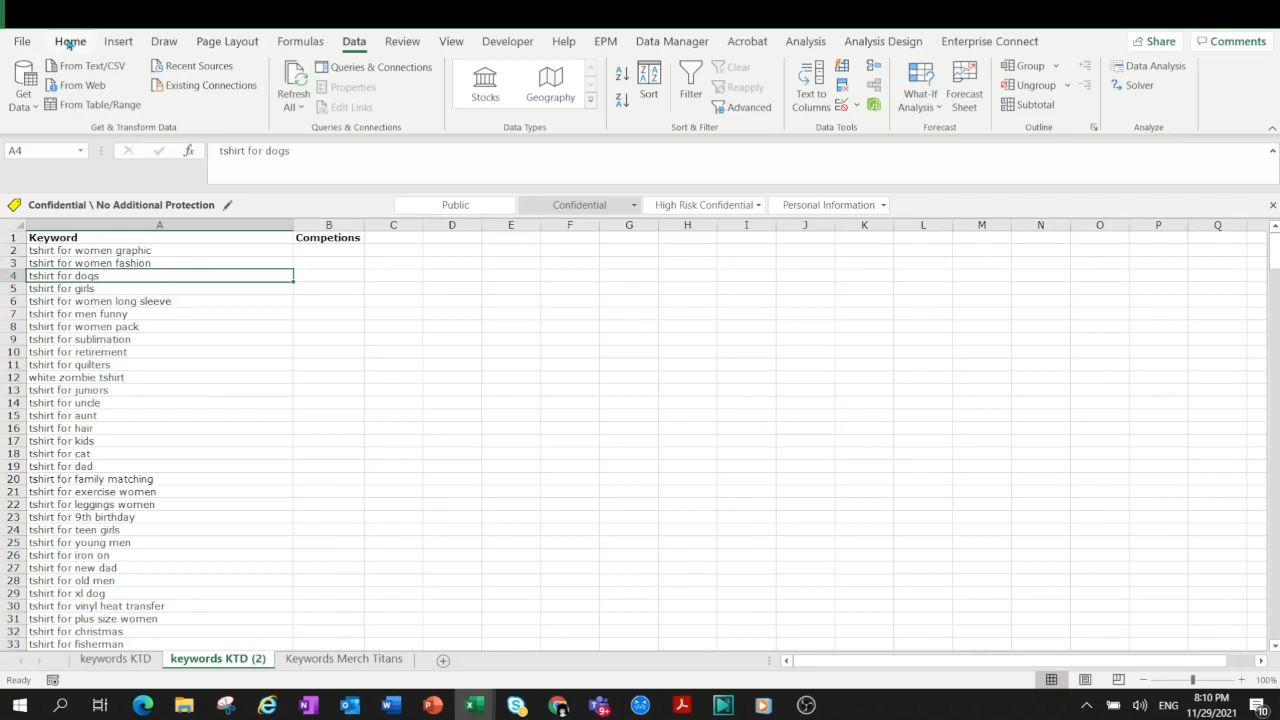 File Home Insert Draw Page Layout Formulas Data Review View Developer Help EPM Data Manager Acrobat Analysis Analysis Design Enterprise Connect Share Comments
Get Data
From Text/CSV
From Web
From Table/Range
Recent Sources
Existing Connections
Get & Transform Data
Refresh All
Queries & Connections
Properties
Edit Links
Queries & Connections
Stocks
Geography
Data Types
Sort
Filter
Clear
Reapply
Advanced
Sort & Filter
Text to Columns
Data Tools
What-If Analysis
Forecast Sheet
Forecast
Group
Ungroup
Subtotal
Outline
Data Analysis
Solver
Analyze
A4 fx tshirt for dogs
Confidential \ No Additional Protection Public Confidential High Risk Confidential Personal Information
A B C D E F G H I J K L M N O P Q
1 Keyword Competions
2 tshirt for women graphic
3 tshirt for women fashion
4 tshirt for dogs
5 tshirt for girls
6 tshirt for women long sleeve
7 tshirt for men funny
8 tshirt for women pack
9 tshirt for sublimation
10 tshirt for retirement
11 tshirt for quilters
12 white zombie tshirt
13 tshirt for juniors
14 tshirt for uncle
15 tshirt for aunt
16 tshirt for hair
17 tshirt for kids
18 tshirt for cat
19 tshirt for dad
20 tshirt for family matching
21 tshirt for exercise women
22 tshirt for leggings women
23 tshirt for 9th birthday
24 tshirt for teen girls
25 tshirt for young men
26 tshirt for iron on
27 tshirt for new dad
28 tshirt for old men
29 tshirt for xl dog
30 tshirt for vinyl heat transfer
31 tshirt for plus size women
32 tshirt for christmas
33 tshirt for fisherman
keywords KTD keywords KTD (2) Keywords Merch Titans
Ready 100%
ENG 8:10 PM
11/29/2021